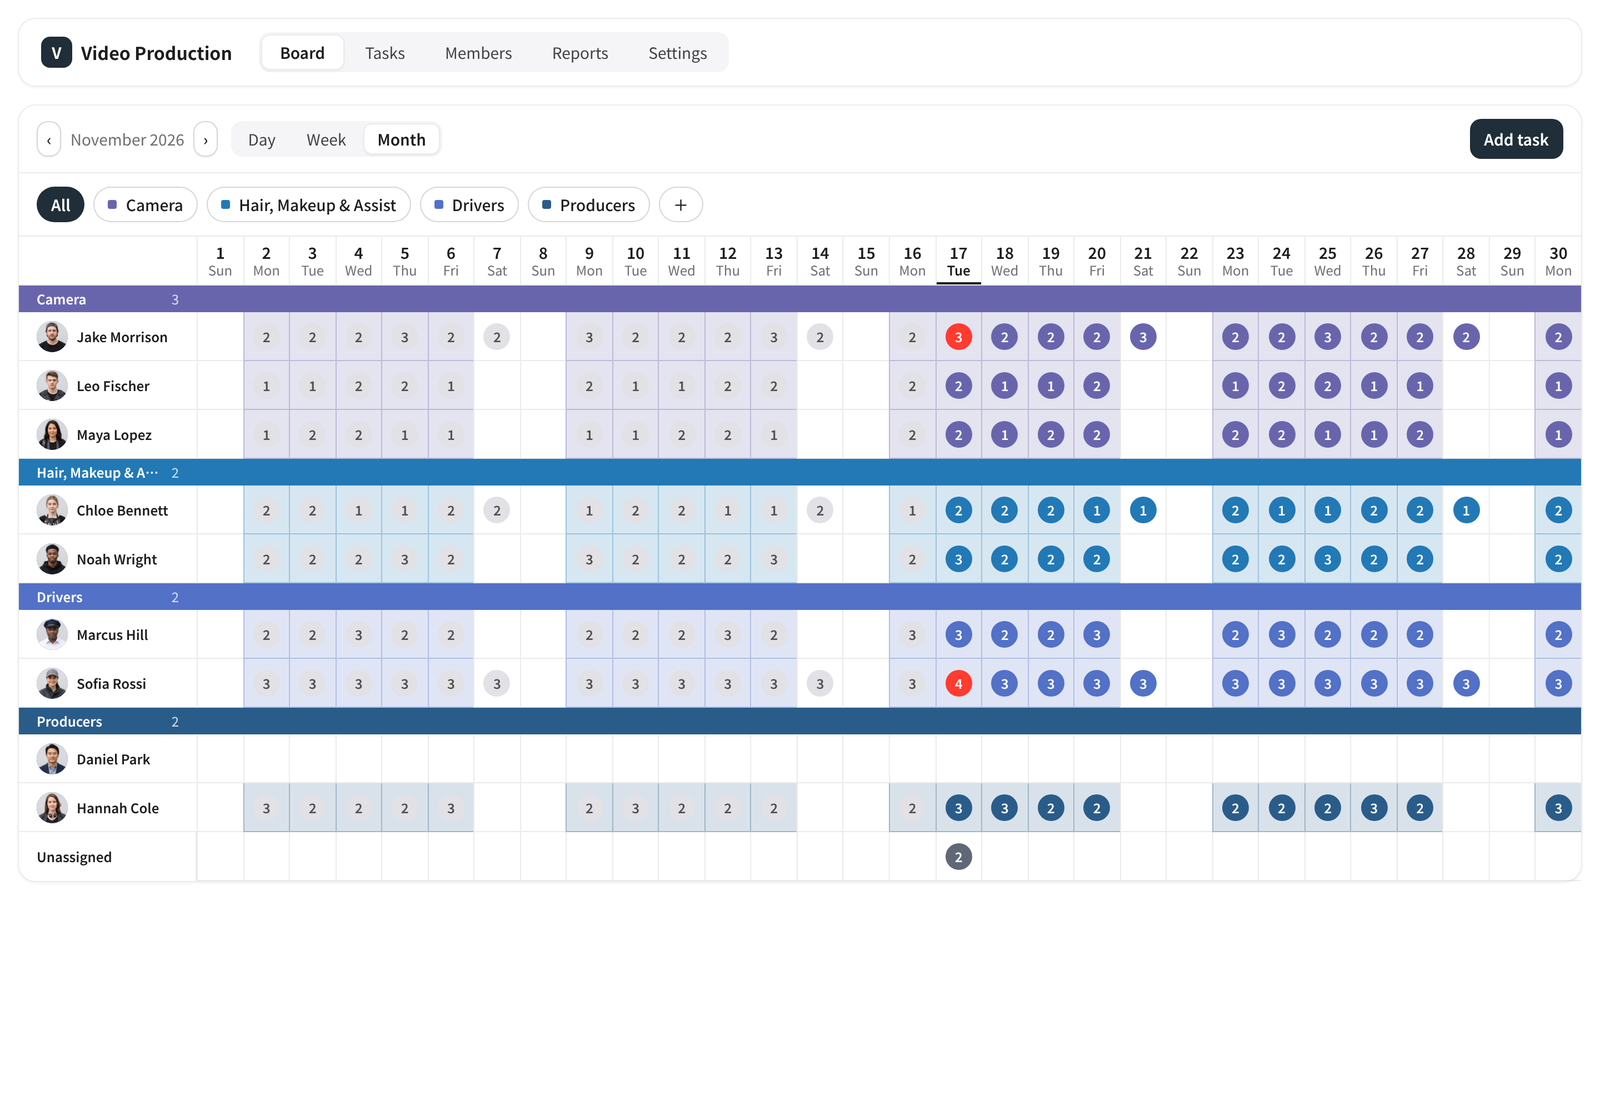 V Video Production Board Tasks Members Reports Settings
‹ November 2026 › Day Week Month Add task
All Camera Hair, Makeup & Assist Drivers Producers +
1 2 3 4 5 6 7 8 9 10 11 12 13 14 15 16 17 18 19 20 21 22 23 24 25 26 27 28 29 30
Sun Mon Tue Wed Thu Fri Sat Sun Mon Tue Wed Thu Fri Sat Sun Mon Tue Wed Thu Fri Sat Sun Mon Tue Wed Thu Fri Sat Sun Mon
Camera 3
Jake Morrison 2 2 2 3 2 2 3 2 2 2 3 2 2 3 2 2 2 3 2 2 3 2 2 2 2
Leo Fischer 1 1 2 2 1 2 1 1 2 2 2 2 1 1 2 1 2 2 1 1 1
Maya Lopez 1 2 2 1 1 1 1 2 2 1 2 2 1 2 2 2 2 1 1 2 1
Hair, Makeup & A··· 2
Chloe Bennett 2 2 1 1 2 2 1 2 2 1 1 2 1 2 2 2 1 1 2 1 1 2 2 1 2
Noah Wright 2 2 2 3 2 3 2 2 2 3 2 3 2 2 2 2 2 3 2 2 2
Drivers 2
Marcus Hill 2 2 3 2 2 2 2 2 3 2 3 3 2 2 3 2 3 2 2 2 2
Sofia Rossi 3 3 3 3 3 3 3 3 3 3 3 3 3 4 3 3 3 3 3 3 3 3 3 3 3
Producers 2
Daniel Park
Hannah Cole 3 2 2 2 3 2 3 2 2 2 2 3 3 2 2 2 2 2 3 2 3
Unassigned 2